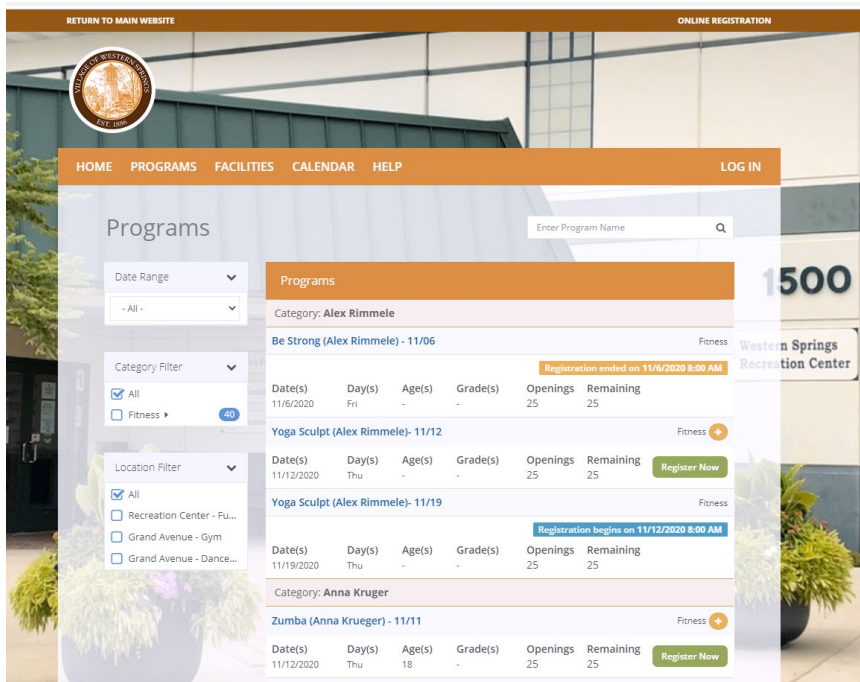 RETURN TO MAIN WEBSITE ONLINE REGISTRATION
VILLAGE OF WESTERN SPRINGS
EST. 1886
HOME PROGRAMS FACILITIES CALENDAR HELP LOG IN
Programs
Enter Program Name
Date Range
- All -
Category Filter
All
Fitness 40
Location Filter
All
Recreation Center - Fu...
Grand Avenue - Gym
Grand Avenue - Dance...
Programs
Category: Alex Rimmele
Be Strong (Alex Rimmele) - 11/06 Fitness
Registration ended on 11/6/2020 8:00 AM
Date(s) Day(s) Age(s) Grade(s) Openings Remaining
11/6/2020 Fri - - 25 25
Yoga Sculpt (Alex Rimmele)- 11/12 Fitness +
Date(s) Day(s) Age(s) Grade(s) Openings Remaining
11/12/2020 Thu - - 25 25
Register Now
Yoga Sculpt (Alex Rimmele)- 11/19 Fitness
Registration begins on 11/12/2020 8:00 AM
Date(s) Day(s) Age(s) Grade(s) Openings Remaining
11/19/2020 Thu - - 25 25
Category: Anna Kruger
Zumba (Anna Krueger) - 11/11 Fitness +
Date(s) Day(s) Age(s) Grade(s) Openings Remaining
11/12/2020 Thu 18 - 25 25
Register Now
1500
Western Springs
Recreation Center